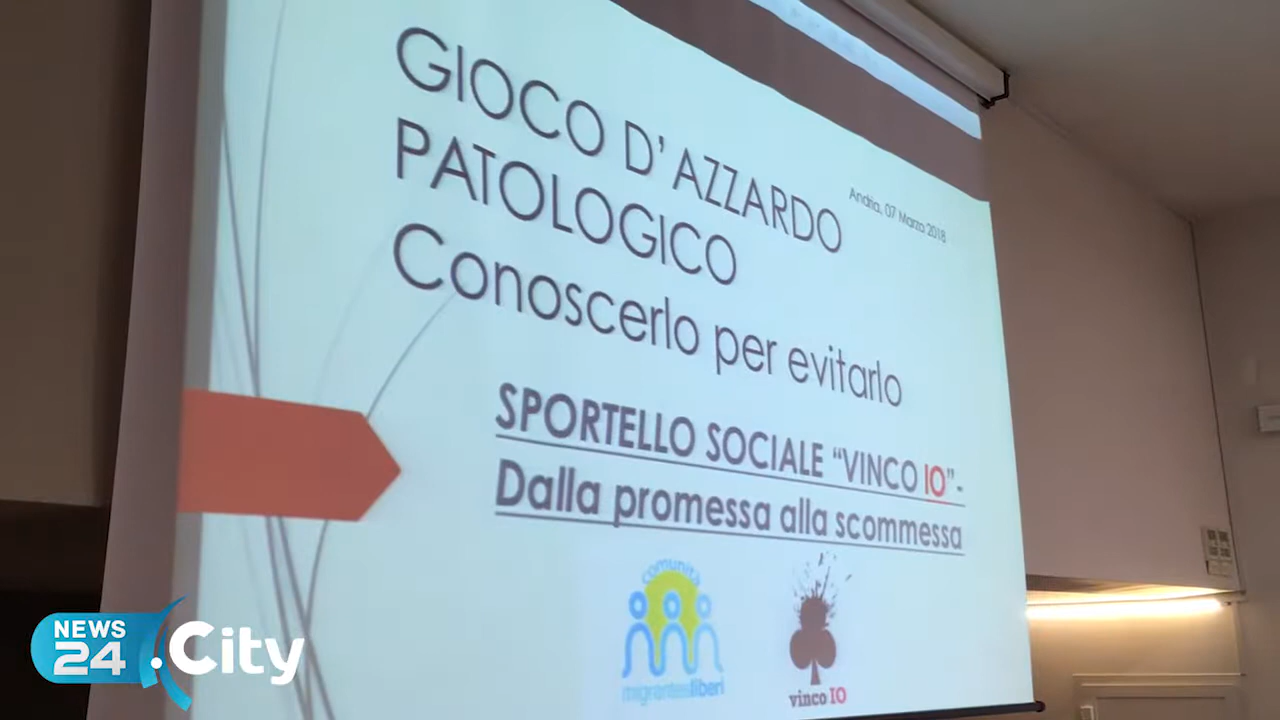 GIOCO D' AZZARDO
PATOLOGICO
Conoscerlo per evitarlo
Andria, 07 Marzo 2018
SPORTELLO SOCIALE “VINCO IO”-
Dalla promessa alla scommessa
comunità
migrantesliberi
vinco IO
NEWS
24
.City